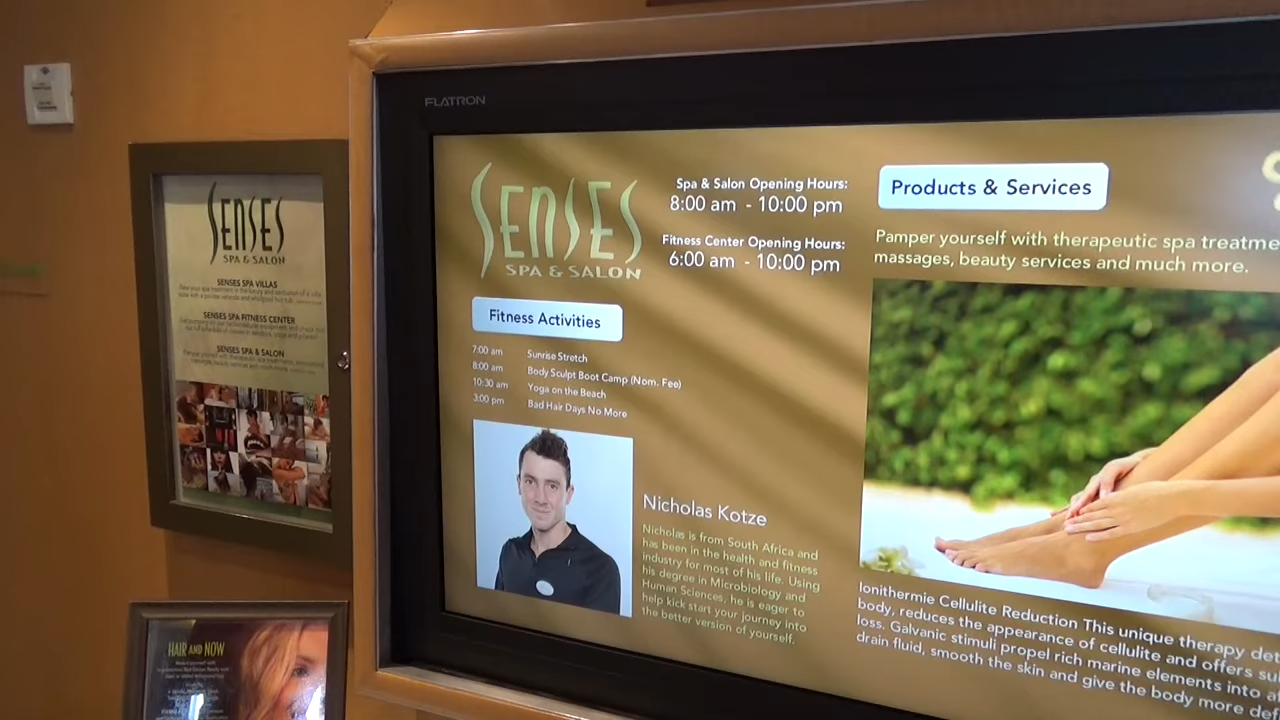 FLATRON
SENSES
SPA & SALON
SENSES SPA VILLAS
SENSES SPA FITNESS CENTER
SENSES SPA & SALON
HAIR AND NOW
SENSES
SPA & SALON
Spa & Salon Opening Hours:
8:00 am - 10:00 pm
Fitness Center Opening Hours:
6:00 am - 10:00 pm
Fitness Activities
7:00 am Sunrise Stretch
8:00 am Body Sculpt Boot Camp (Nom. Fee)
10:30 am Yoga on the Beach
3:00 pm Bad Hair Days No More
Nicholas Kotze
Nicholas is from South Africa and
has been in the health and fitness
industry for most of his life. Using
his degree in Microbiology and
Human Sciences, he is eager to
help kick start your journey into
the better version of yourself.
Products & Services
Pamper yourself with therapeutic spa treatme
massages, beauty services and much more.
Ionithermie Cellulite Reduction This unique therapy det
body, reduces the appearance of cellulite and offers su
loss. Galvanic stimuli propel rich marine elements into
drain fluid, smooth the skin and give the body more def